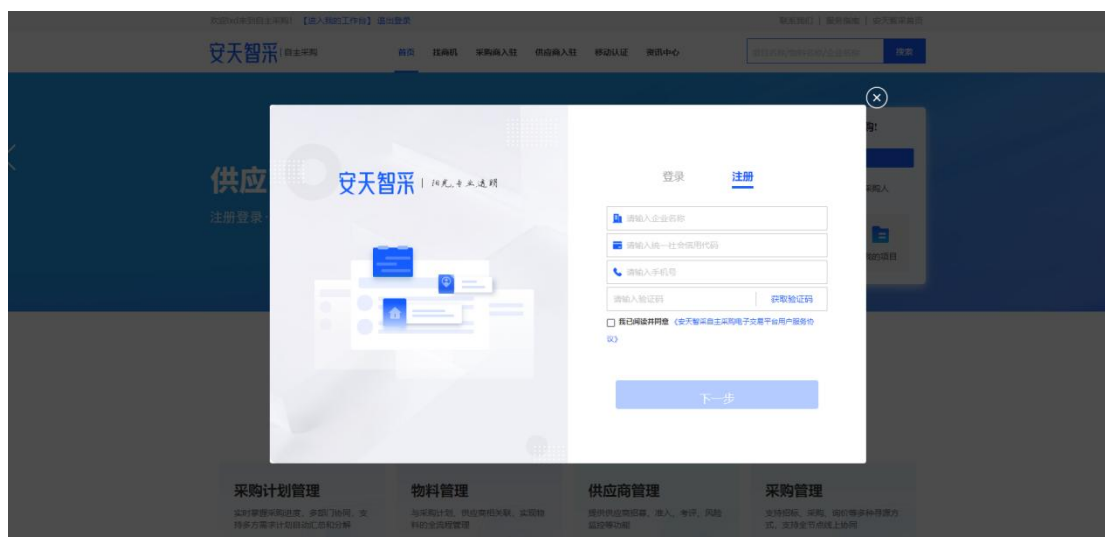 【进入我的工作台】 退出登录
联系我们 | 服务指南 | 安天智采首页
安天智采 | 自主采购
首页 找商机 采购商入驻 供应商入驻 移动认证 资讯中心
搜索
供应
注册登录
采购人
的项目
安天智采 | 阳光,专业,透明
登录 注册
请输入企业名称
请输入统一社会信用代码
请输入手机号
请输入验证码 获取验证码
我已阅读并同意 《安天智采自主采购电子交易平台用户服务协
议》
下一步
采购计划管理
实时掌握采购进度，多部门协同，支
持多方需求计划自动汇总和分解
物料管理
与采购计划、供应商相关联，实现物
料的全流程管理
供应商管理
提供供应商招募、准入、考评、风险
监控等功能
采购管理
支持招标、采购、询价等多种寻源方
式，支持全节点线上协同